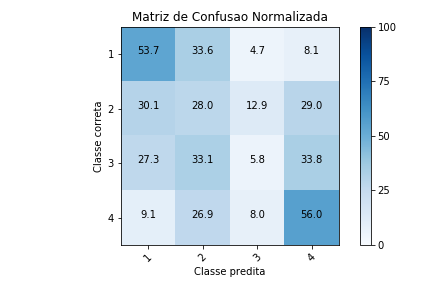 Matriz de Confusao Normalizada
Classe correta
1 53.7 33.6 4.7 8.1
2 30.1 28.0 12.9 29.0
3 27.3 33.1 5.8 33.8
4 9.1 26.9 8.0 56.0
1 2 3 4
Classe predita
100
75
50
25
0